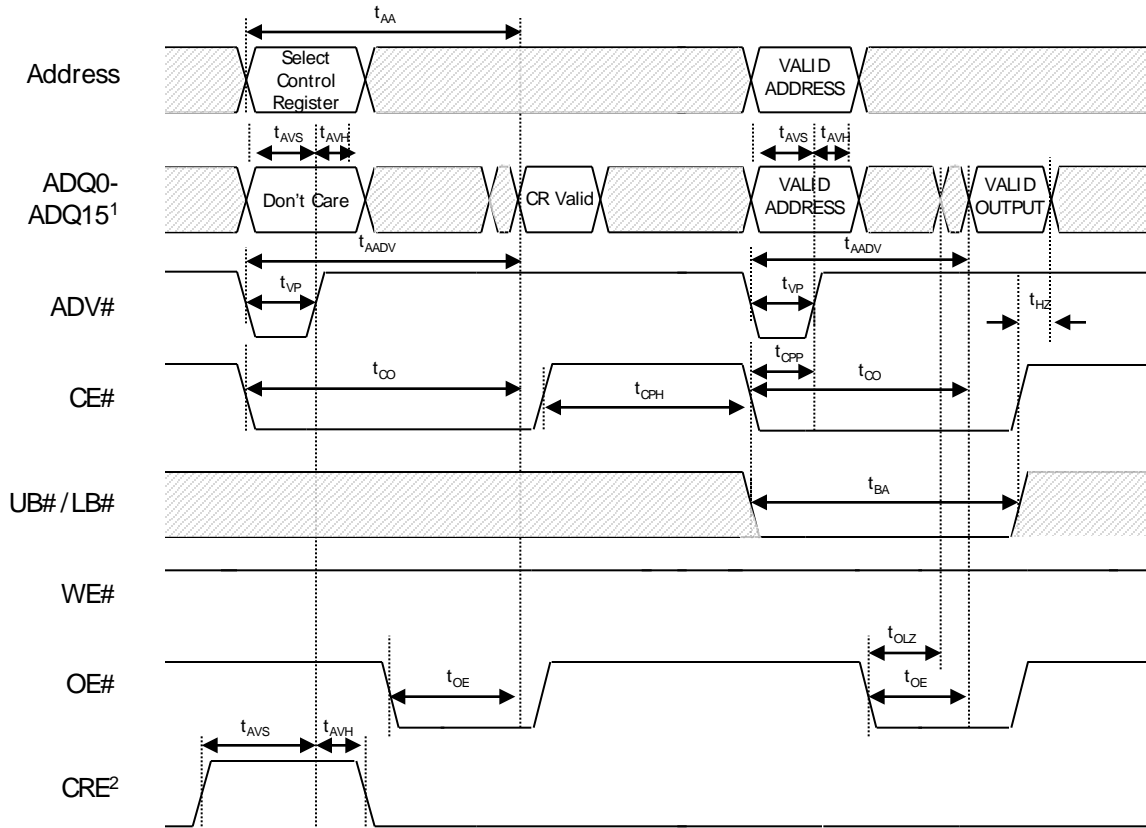 tAA
Address
Select
Control
Register
VALID
ADDRESS
tAVS tAVH tAVS tAVH
ADQ0-
ADQ15¹
Don't Care
CR Valid
VALID
ADDRESS
VALID
OUTPUT
tAADV tAADV
ADV#
tVP tVP tHZ
CE#
tCO tCPH tCPP tCO
UB# / LB#
tBA
WE#
OE#
tOE tOLZ
tOE
CRE²
tAVS tAVH